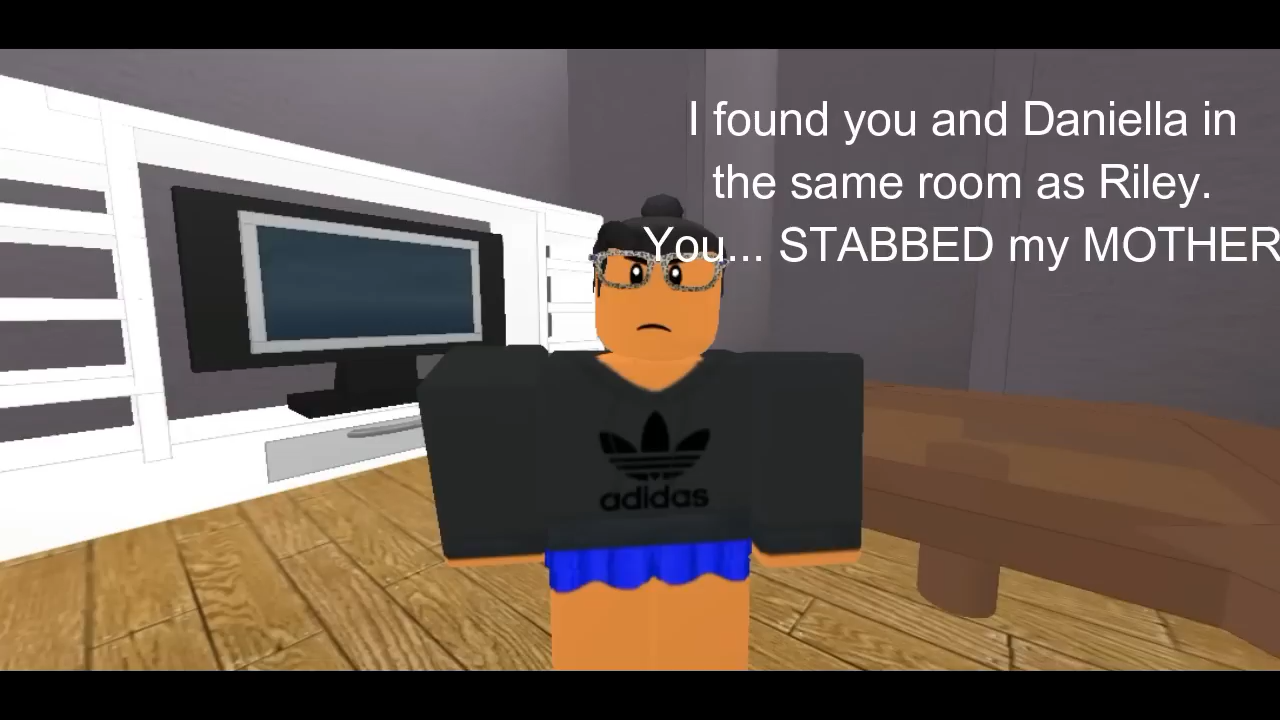 I found you and Daniella in
the same room as Riley.
You... STABBED my MOTHER
adidas